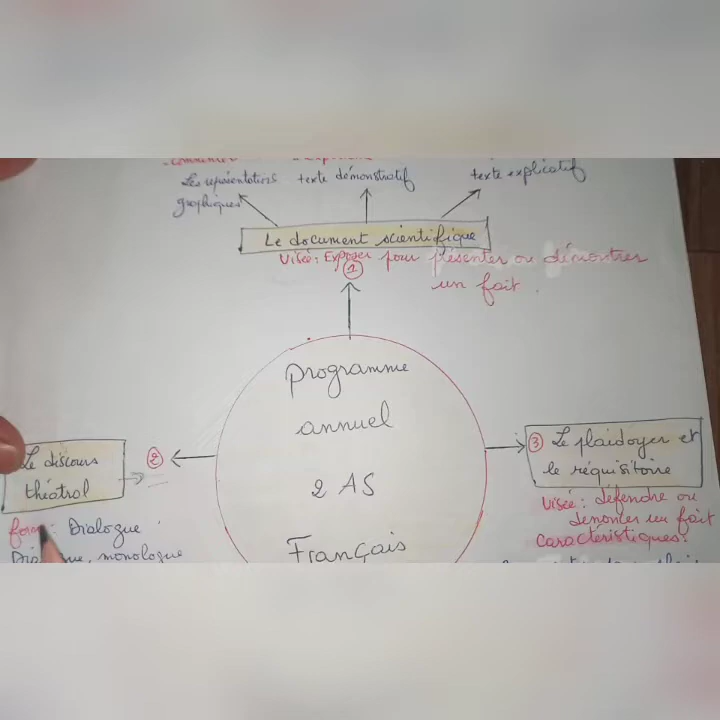 Les représentations
graphiques
texte démonstratif
texte explicatif
Le document scientifique
Visée: Exposer pour présenter ou démontrer
un fait.
1
programme
annuel
2 AS
Français
2
Le discours
théâtral
forme: Dialogue
monologue
3 Le plaidoyer et
le réquisitoire
Visée: défendre ou
dénoncer un fait
Caractéristiques: